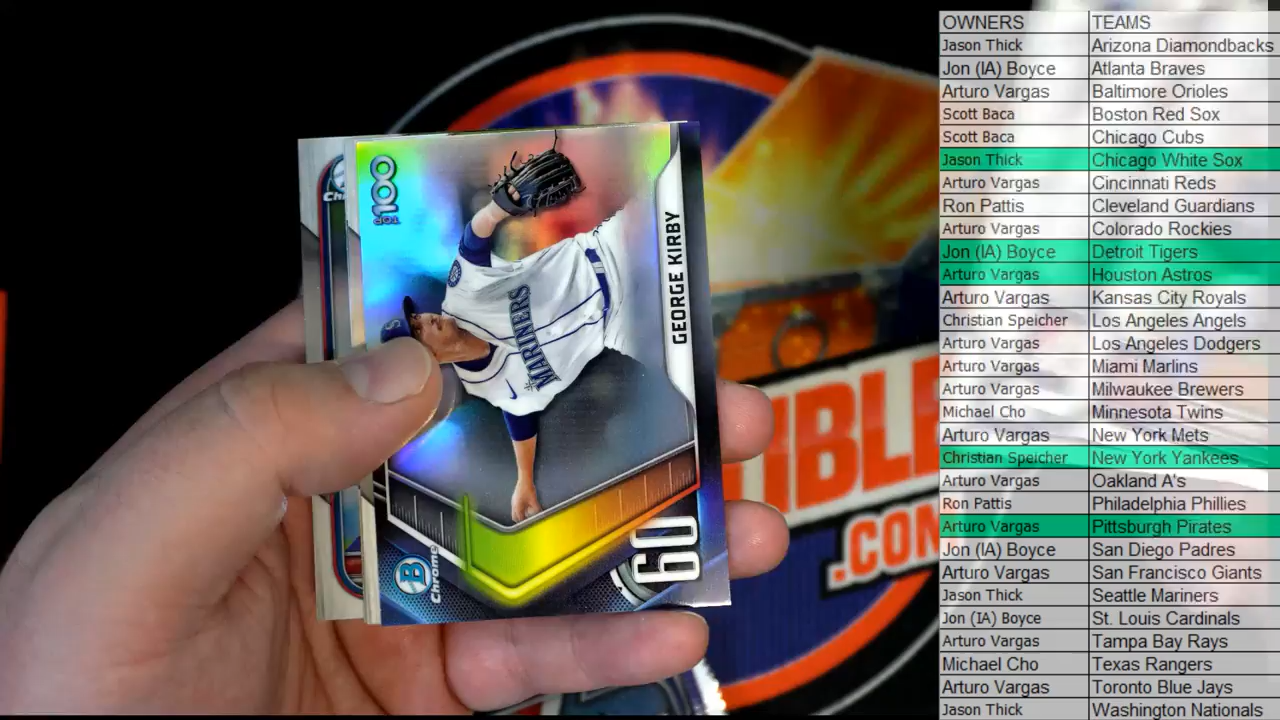 TOP 100
GEORGE KIRBY
MARINERS
60
B
Chrome
IBLE
.CON
OWNERS TEAMS
Jason Thick Arizona Diamondbacks
Jon (IA) Boyce Atlanta Braves
Arturo Vargas Baltimore Orioles
Scott Baca Boston Red Sox
Scott Baca Chicago Cubs
Jason Thick Chicago White Sox
Arturo Vargas Cincinnati Reds
Ron Pattis Cleveland Guardians
Arturo Vargas Colorado Rockies
Jon (IA) Boyce Detroit Tigers
Arturo Vargas Houston Astros
Arturo Vargas Kansas City Royals
Christian Speicher Los Angeles Angels
Arturo Vargas Los Angeles Dodgers
Arturo Vargas Miami Marlins
Arturo Vargas Milwaukee Brewers
Michael Cho Minnesota Twins
Arturo Vargas New York Mets
Christian Speicher New York Yankees
Arturo Vargas Oakland A's
Ron Pattis Philadelphia Phillies
Arturo Vargas Pittsburgh Pirates
Jon (IA) Boyce San Diego Padres
Arturo Vargas San Francisco Giants
Jason Thick Seattle Mariners
Jon (IA) Boyce St. Louis Cardinals
Arturo Vargas Tampa Bay Rays
Michael Cho Texas Rangers
Arturo Vargas Toronto Blue Jays
Jason Thick Washington Nationals